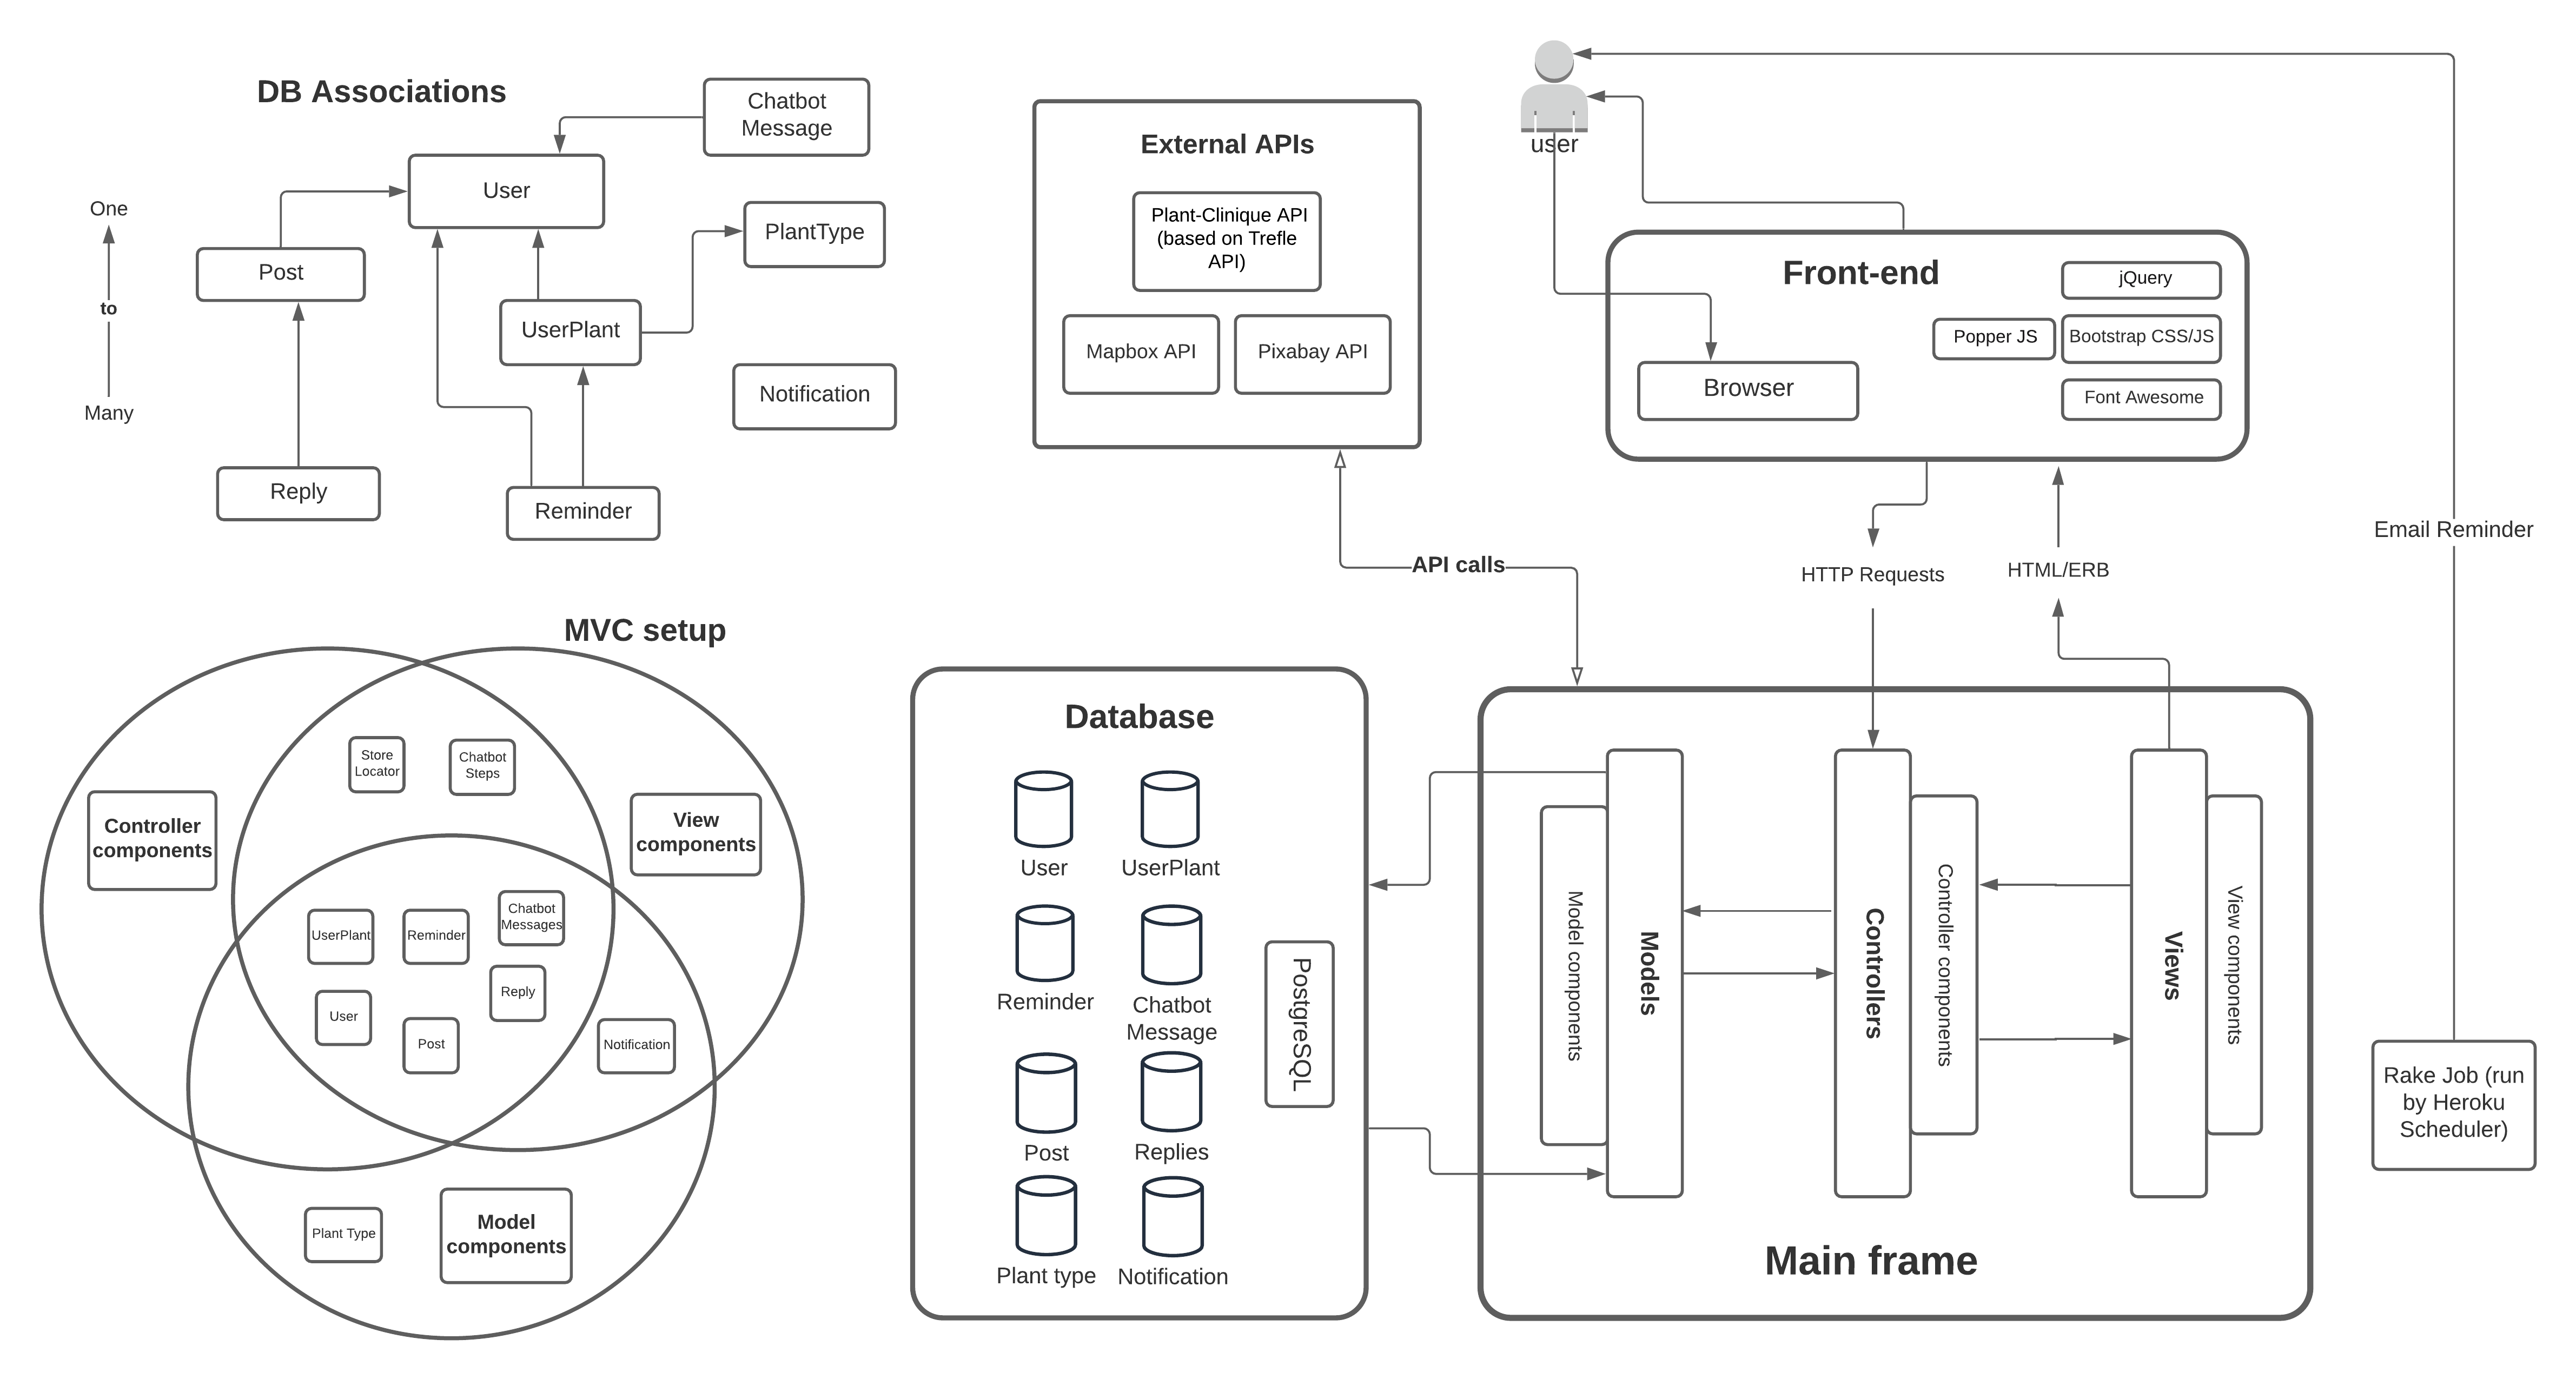 DB Associations
Chatbot
Message
User
PlantType
One
to
Many
Post
UserPlant
Notification
Reply
Reminder
External APIs
Plant-Clinique API
(based on Trefle
API)
Mapbox API
Pixabay API
API calls
user
Front-end
jQuery
Popper JS
Bootstrap CSS/JS
Font Awesome
Browser
HTTP Requests
HTML/ERB
Email Reminder
MVC setup
Store
Locator
Chatbot
Steps
Controller
components
View
components
UserPlant
Reminder
Chatbot
Messages
User
Reply
Post
Notification
Plant Type
Model
components
Database
User
UserPlant
Reminder
Chatbot
Message
Post
Replies
Plant type
Notification
PostgreSQL
Model components
Models
Controllers
Controller components
Views
View components
Main frame
Rake Job (run
by Heroku
Scheduler)